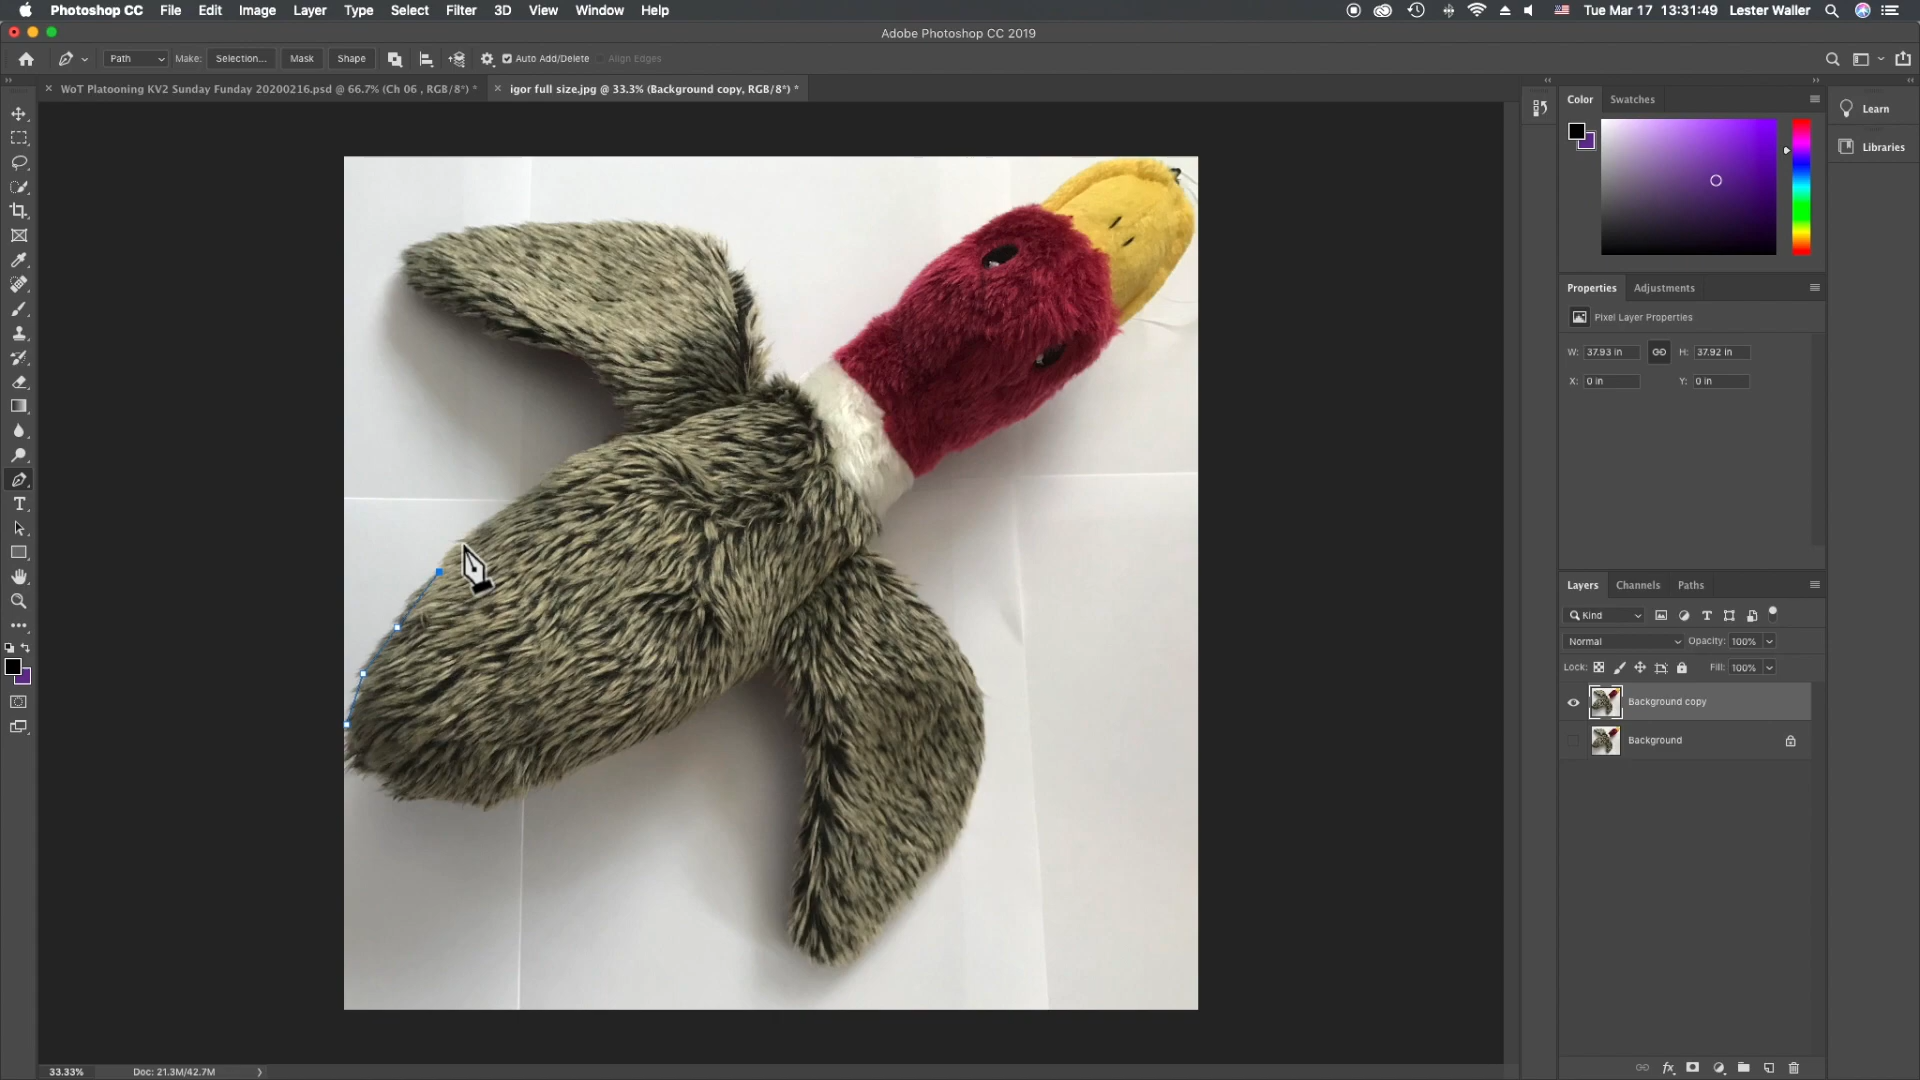 Photoshop CC File Edit Image Layer Type Select Filter 3D View Window Help Tue Mar 17 13:31:49 Lester Waller
Adobe Photoshop CC 2019
Path Make: Selection... Mask Shape Auto Add/Delete Align Edges
WoT Platooning KV2 Sunday Funday 20200216.psd @ 66.7% (Ch 06 , RGB/8*) *
igor full size.jpg @ 33.3% (Background copy, RGB/8*) *
Color Swatches
Learn
Libraries
Properties Adjustments
Pixel Layer Properties
W: 37.93 in H: 37.92 in
X: 0 in Y: 0 in
Layers Channels Paths
Kind
Normal Opacity: 100%
Lock: Fill: 100%
Background copy
Background
33.33% Doc: 21.3M/42.7M